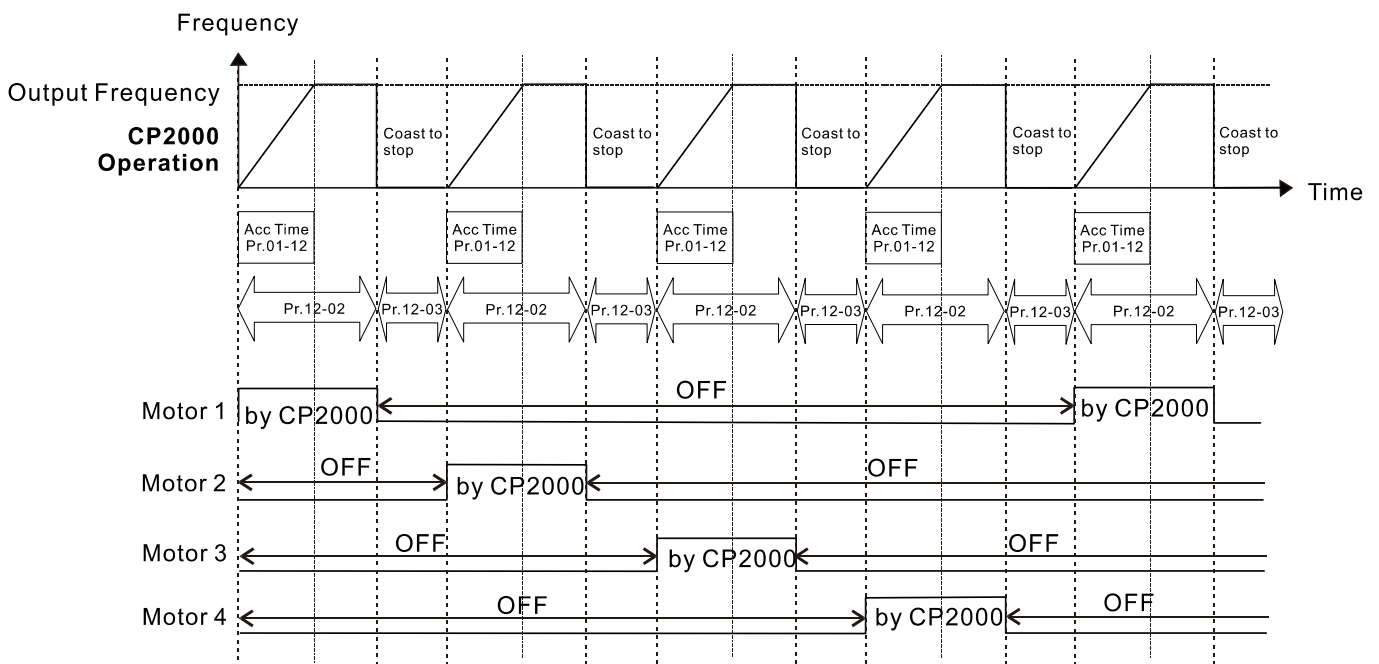 Frequency
Output Frequency
CP2000
Operation
Coast to
stop
Coast to
stop
Coast to
stop
Coast to
stop
Coast to
stop
Time
Acc Time
Pr.01-12
Acc Time
Pr.01-12
Acc Time
Pr.01-12
Acc Time
Pr.01-12
Acc Time
Pr.01-12
Pr.12-02
Pr.12-03
Pr.12-02
Pr.12-03
Pr.12-02
Pr.12-03
Pr.12-02
Pr.12-03
Pr.12-02
Pr.12-03
Motor 1
by CP2000
OFF
by CP2000
Motor 2
OFF
by CP2000
OFF
Motor 3
OFF
by CP2000
OFF
Motor 4
OFF
by CP2000
OFF